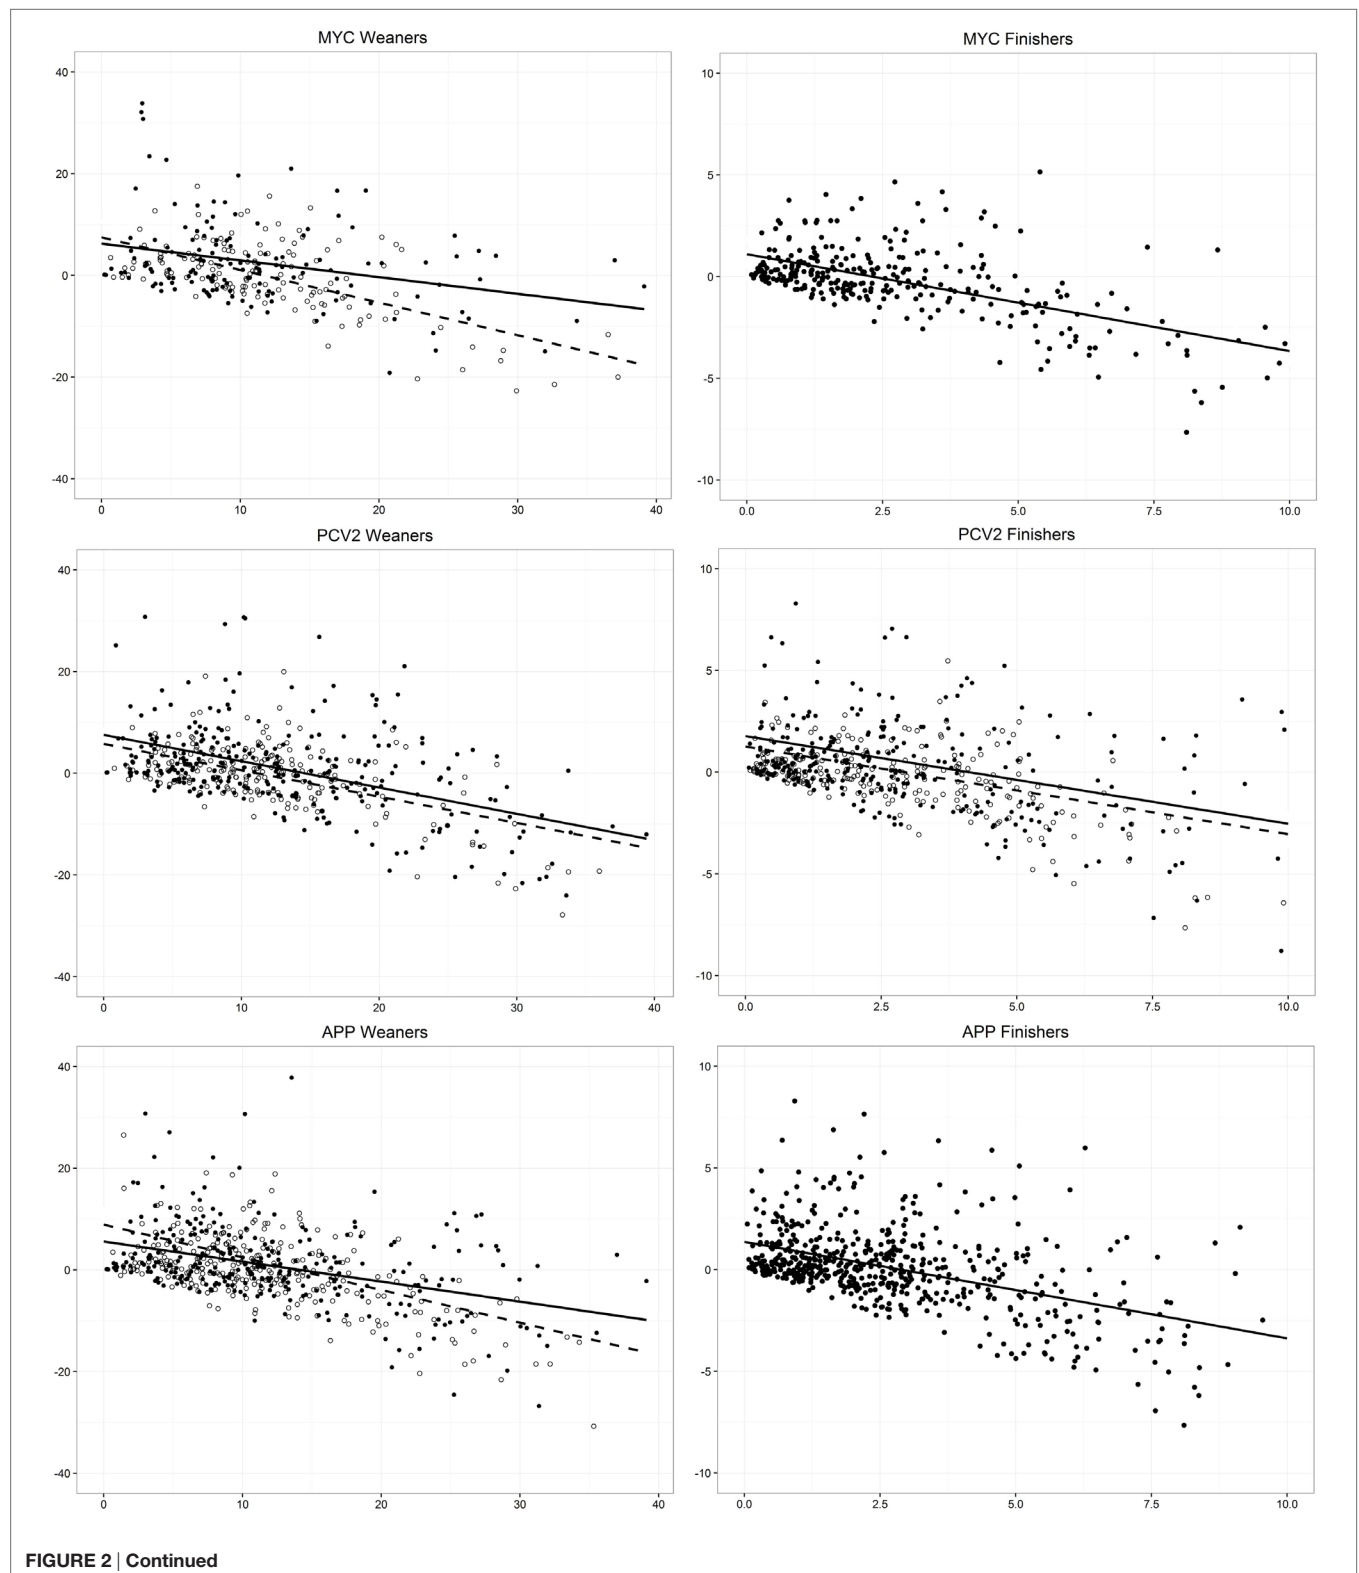 MYC Weaners
MYC Finishers
40
20
0
-20
-40
0 10 20 30 40
10
5
0
-5
-10
0.0 2.5 5.0 7.5 10.0
PCV2 Weaners
PCV2 Finishers
40
20
0
-20
-40
0 10 20 30 40
10
5
0
-5
-10
0.0 2.5 5.0 7.5 10.0
APP Weaners
APP Finishers
40
20
0
-20
-40
0 10 20 30 40
10
5
0
-5
-10
0.0 2.5 5.0 7.5 10.0
FIGURE 2 | Continued